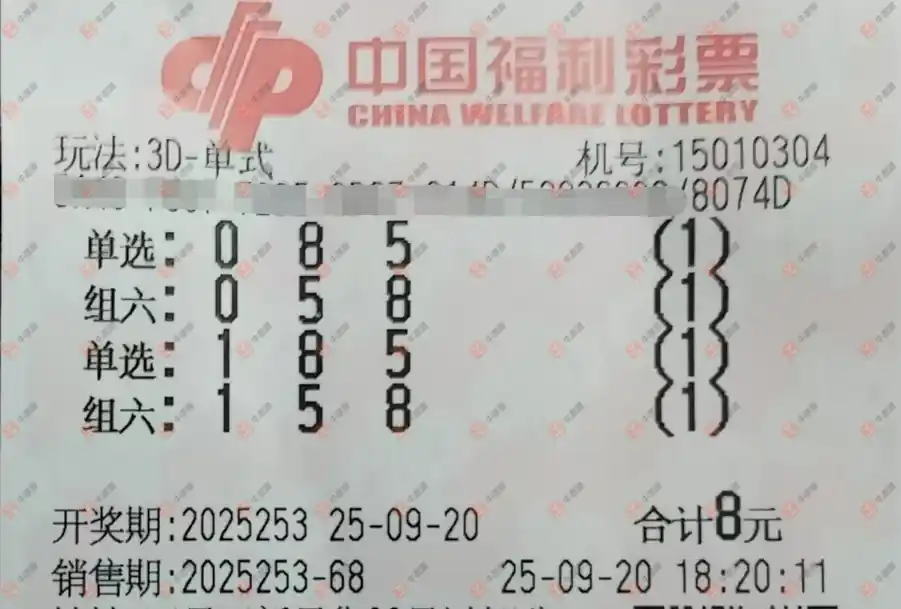 中国福利彩票
CHINA WELFARE LOTTERY
玩法:3D-单式 机号:15010304
/8074D
单选: 0 8 5 (1)
组六: 0 5 8 (1)
单选: 1 8 5 (1)
组六: 1 5 8 (1)
开奖期:2025253 25-09-20 合计8元
销售期:2025253-68 25-09-20 18:20:11